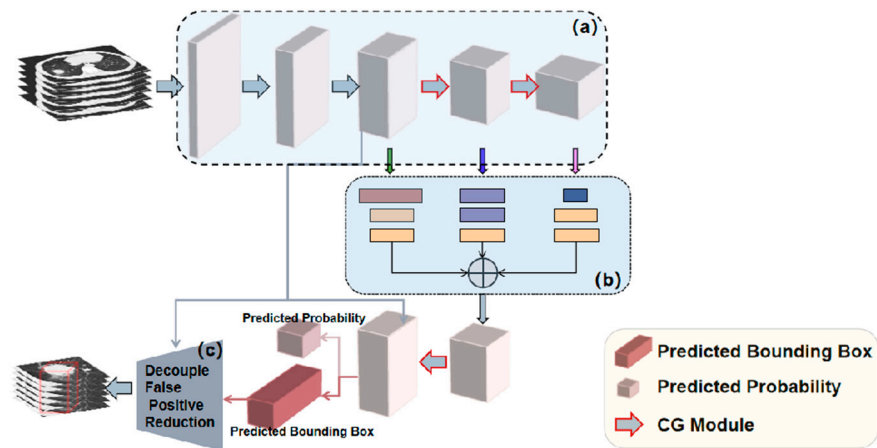 (a)
(b)
Predicted Probability
(c)
Decouple
False
Positive
Reduction
Predicted Bounding Box
Predicted Bounding Box
Predicted Probability
CG Module